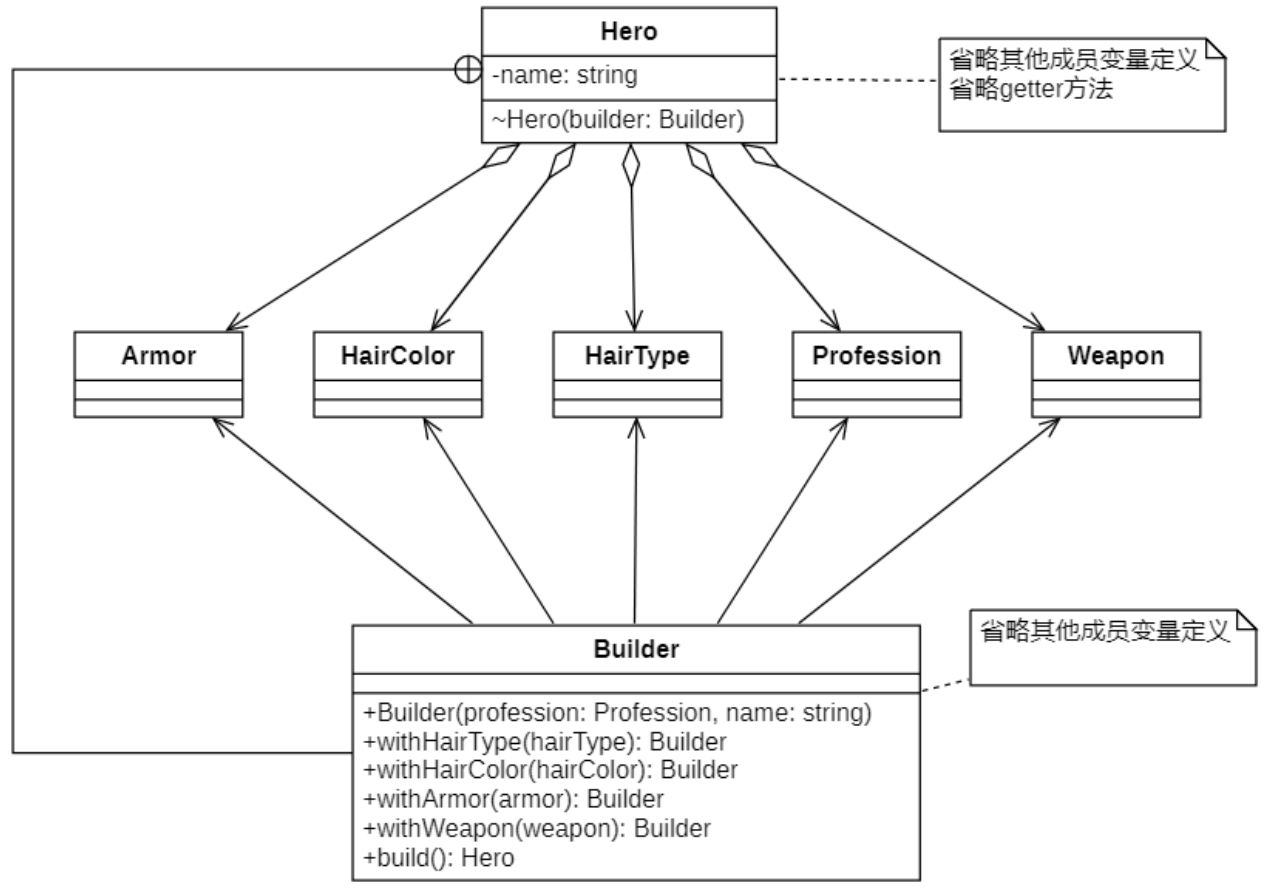 Hero
-name: string
~Hero(builder: Builder)
省略其他成员变量定义
省略getter方法
Armor
HairColor
HairType
Profession
Weapon
Builder
+Builder(profession: Profession, name: string)
+withHairType(hairType): Builder
+withHairColor(hairColor): Builder
+withArmor(armor): Builder
+withWeapon(weapon): Builder
+build(): Hero
省略其他成员变量定义